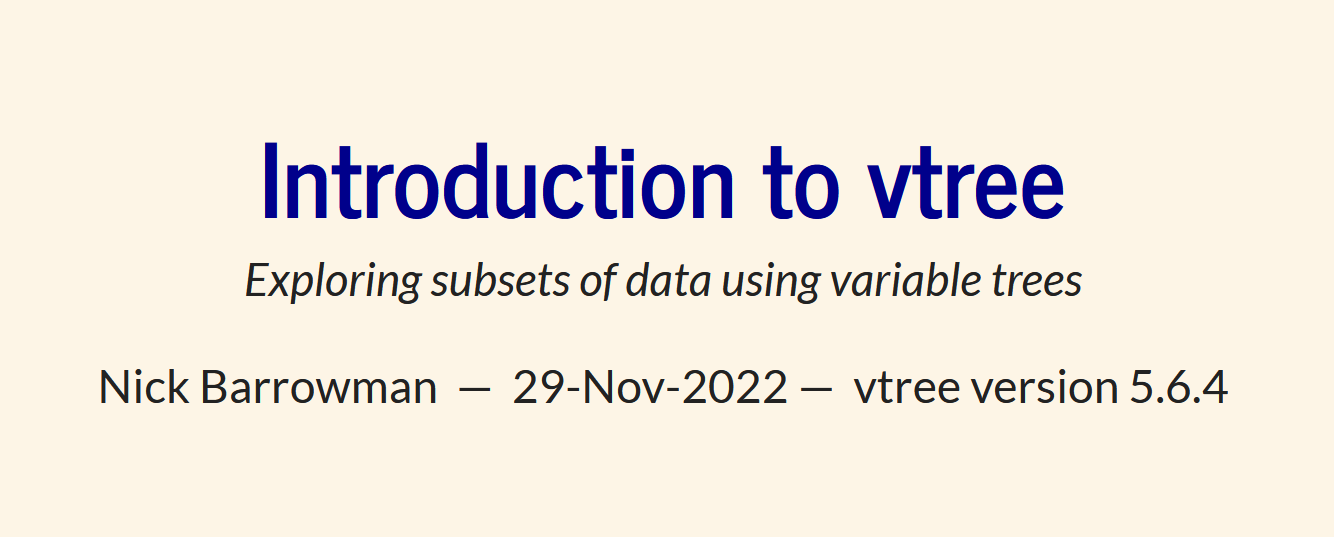 Introduction to vtree
Exploring subsets of data using variable trees
Nick Barrowman — 29-Nov-2022 — vtree version 5.6.4